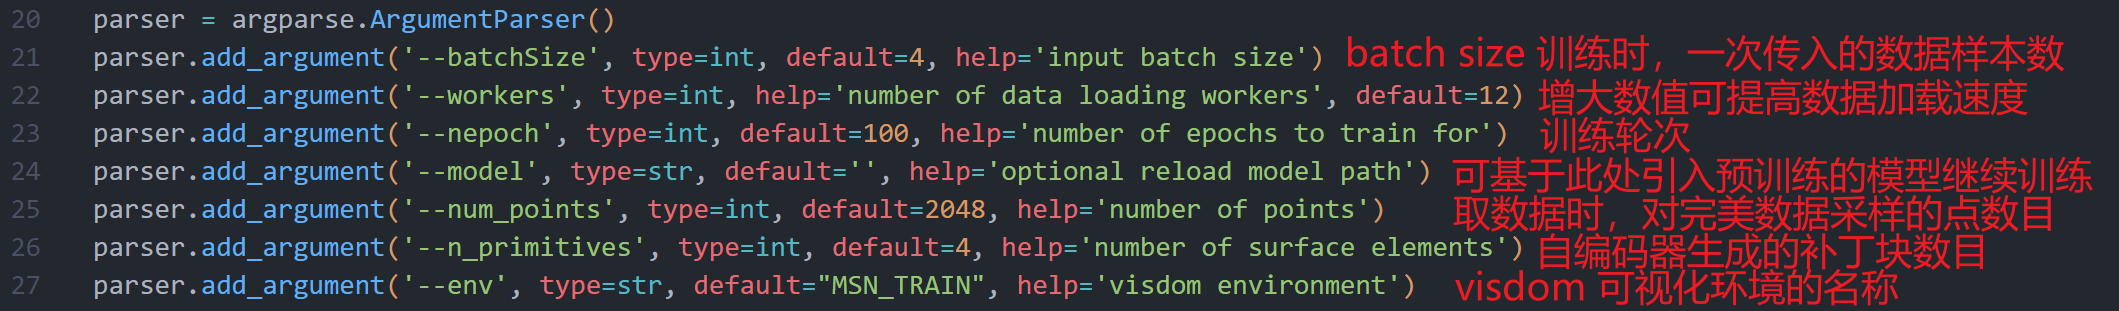 20 parser = argparse.ArgumentParser()
21 parser.add_argument('--batchSize', type=int, default=4, help='input batch size') batch size 训练时，一次传入的数据样本数
22 parser.add_argument('--workers', type=int, help='number of data loading workers', default=12) 增大数值可提高数据加载速度
23 parser.add_argument('--nepoch', type=int, default=100, help='number of epochs to train for') 训练轮次
24 parser.add_argument('--model', type=str, default='', help='optional reload model path') 可基于此处引入预训练的模型继续训练
25 parser.add_argument('--num_points', type=int, default=2048, help='number of points') 取数据时，对完美数据采样的点数目
26 parser.add_argument('--n_primitives', type=int, default=4, help='number of surface elements') 自编码器生成的补丁块数目
27 parser.add_argument('--env', type=str, default="MSN_TRAIN", help='visdom environment') visdom 可视化环境的名称